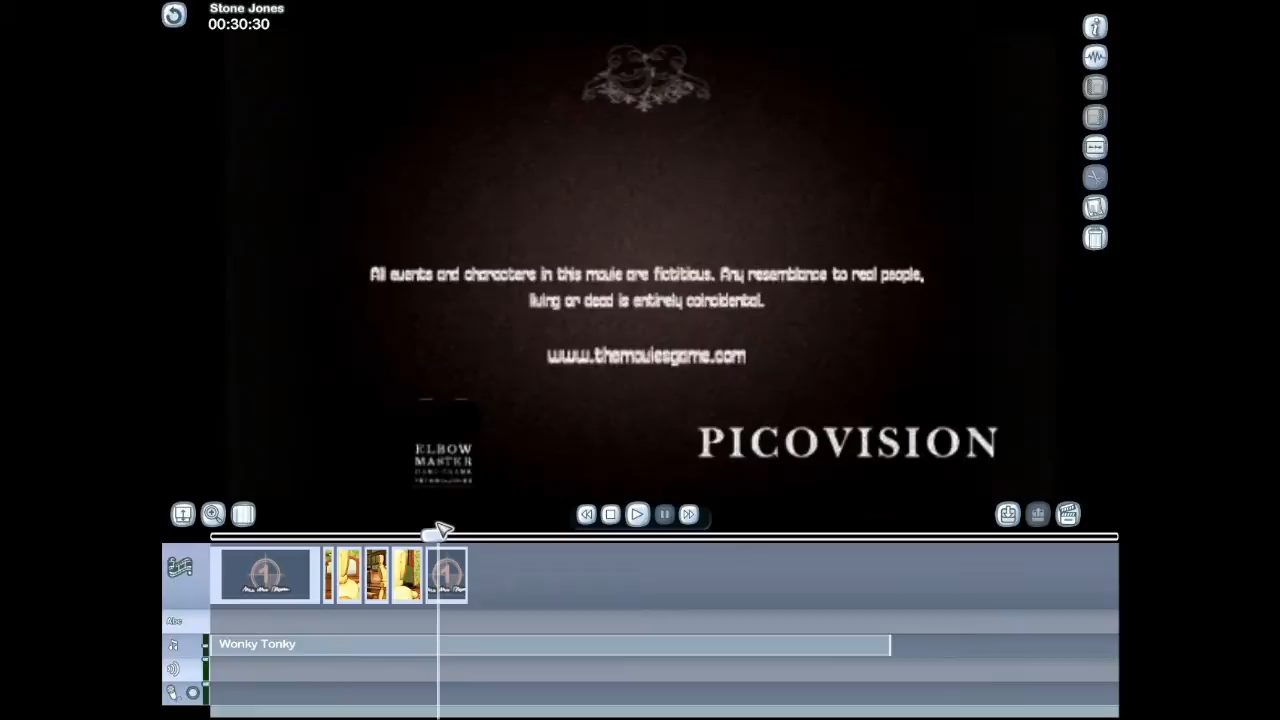 Stone Jones
00:30:30
All events and characters in this movie are fictitious. Any resemblance to real people,
living or dead is entirely coincidental.
www.themoviesgame.com
ELBOW
MASTER
PICOVISION
Abc
Wonky Tonky